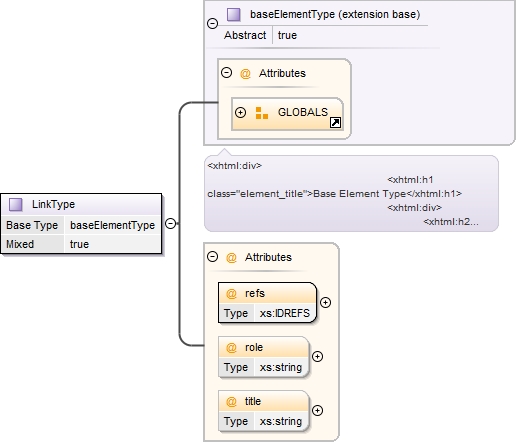 baseElementType (extension base)
Abstract true
@ Attributes
GLOBALS
<xhtml:div>
<xhtml:h1
class="element_title">Base Element Type</xhtml:h1>
<xhtml:div>
<xhtml:h2...
LinkType
Base Type baseElementType
Mixed true
@ Attributes
@ refs
Type xs:IDREFS
@ role
Type xs:string
@ title
Type xs:string